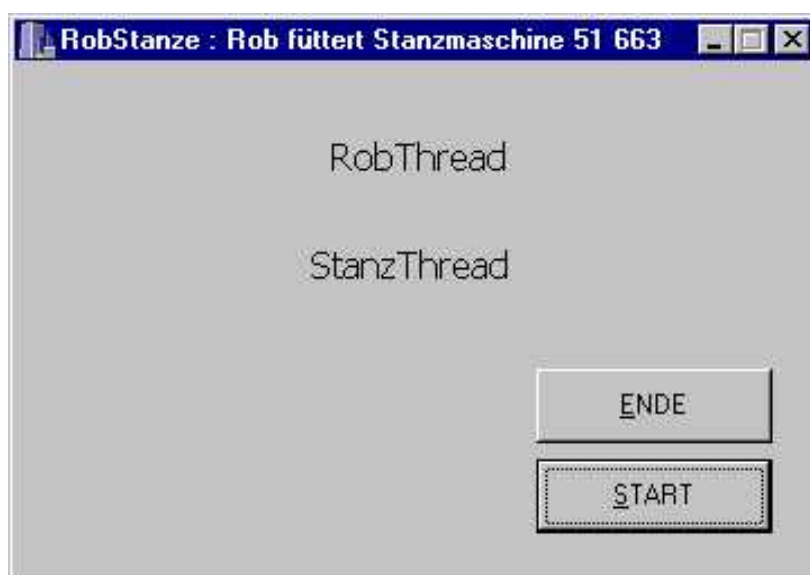 RobStanze : Rob füttert Stanzmaschine 51 663
RobThread
StanzThread
ENDE
START